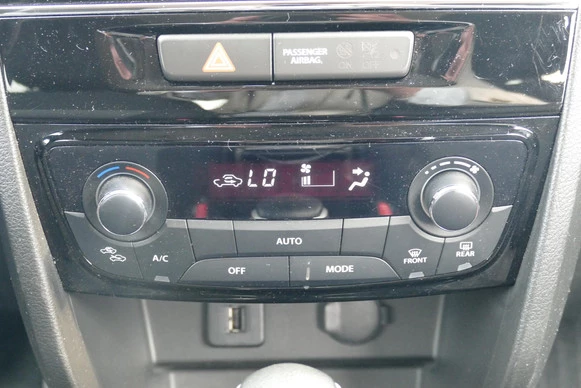 PASSENGER
AIRBAG
LO
AUTO
A/C
OFF
MODE
FRONT
REAR